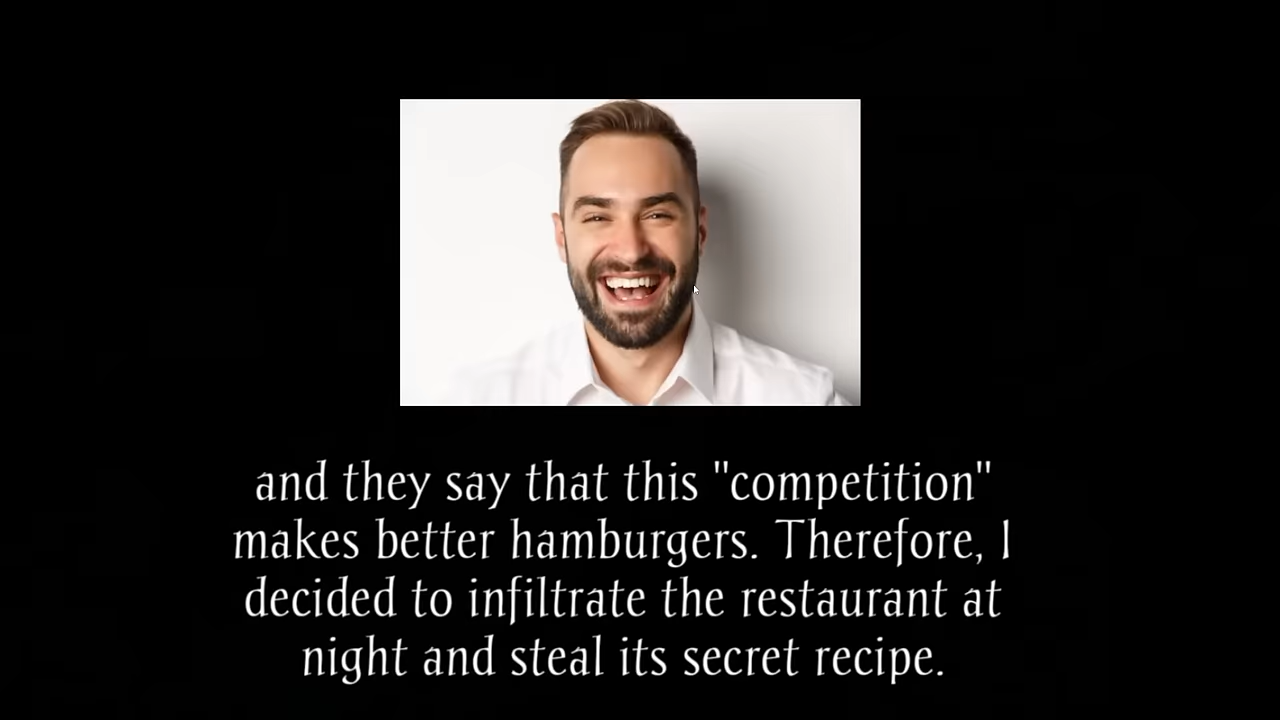 and they say that this "competition"
makes better hamburgers. Therefore, I
decided to infiltrate the restaurant at
night and steal its secret recipe.